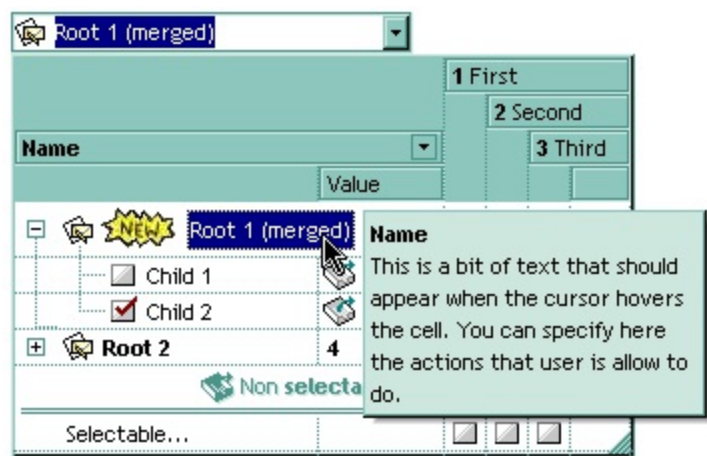 Root 1 (merged)
1 First
2 Second
Name
3 Third
Value
NEW Root 1 (merged)
Name
This is a bit of text that should
appear when the cursor hovers
the cell. You can specify here
the actions that user is allow to
do.
Child 1
Child 2
Root 2
4
Non selecta
Selectable...